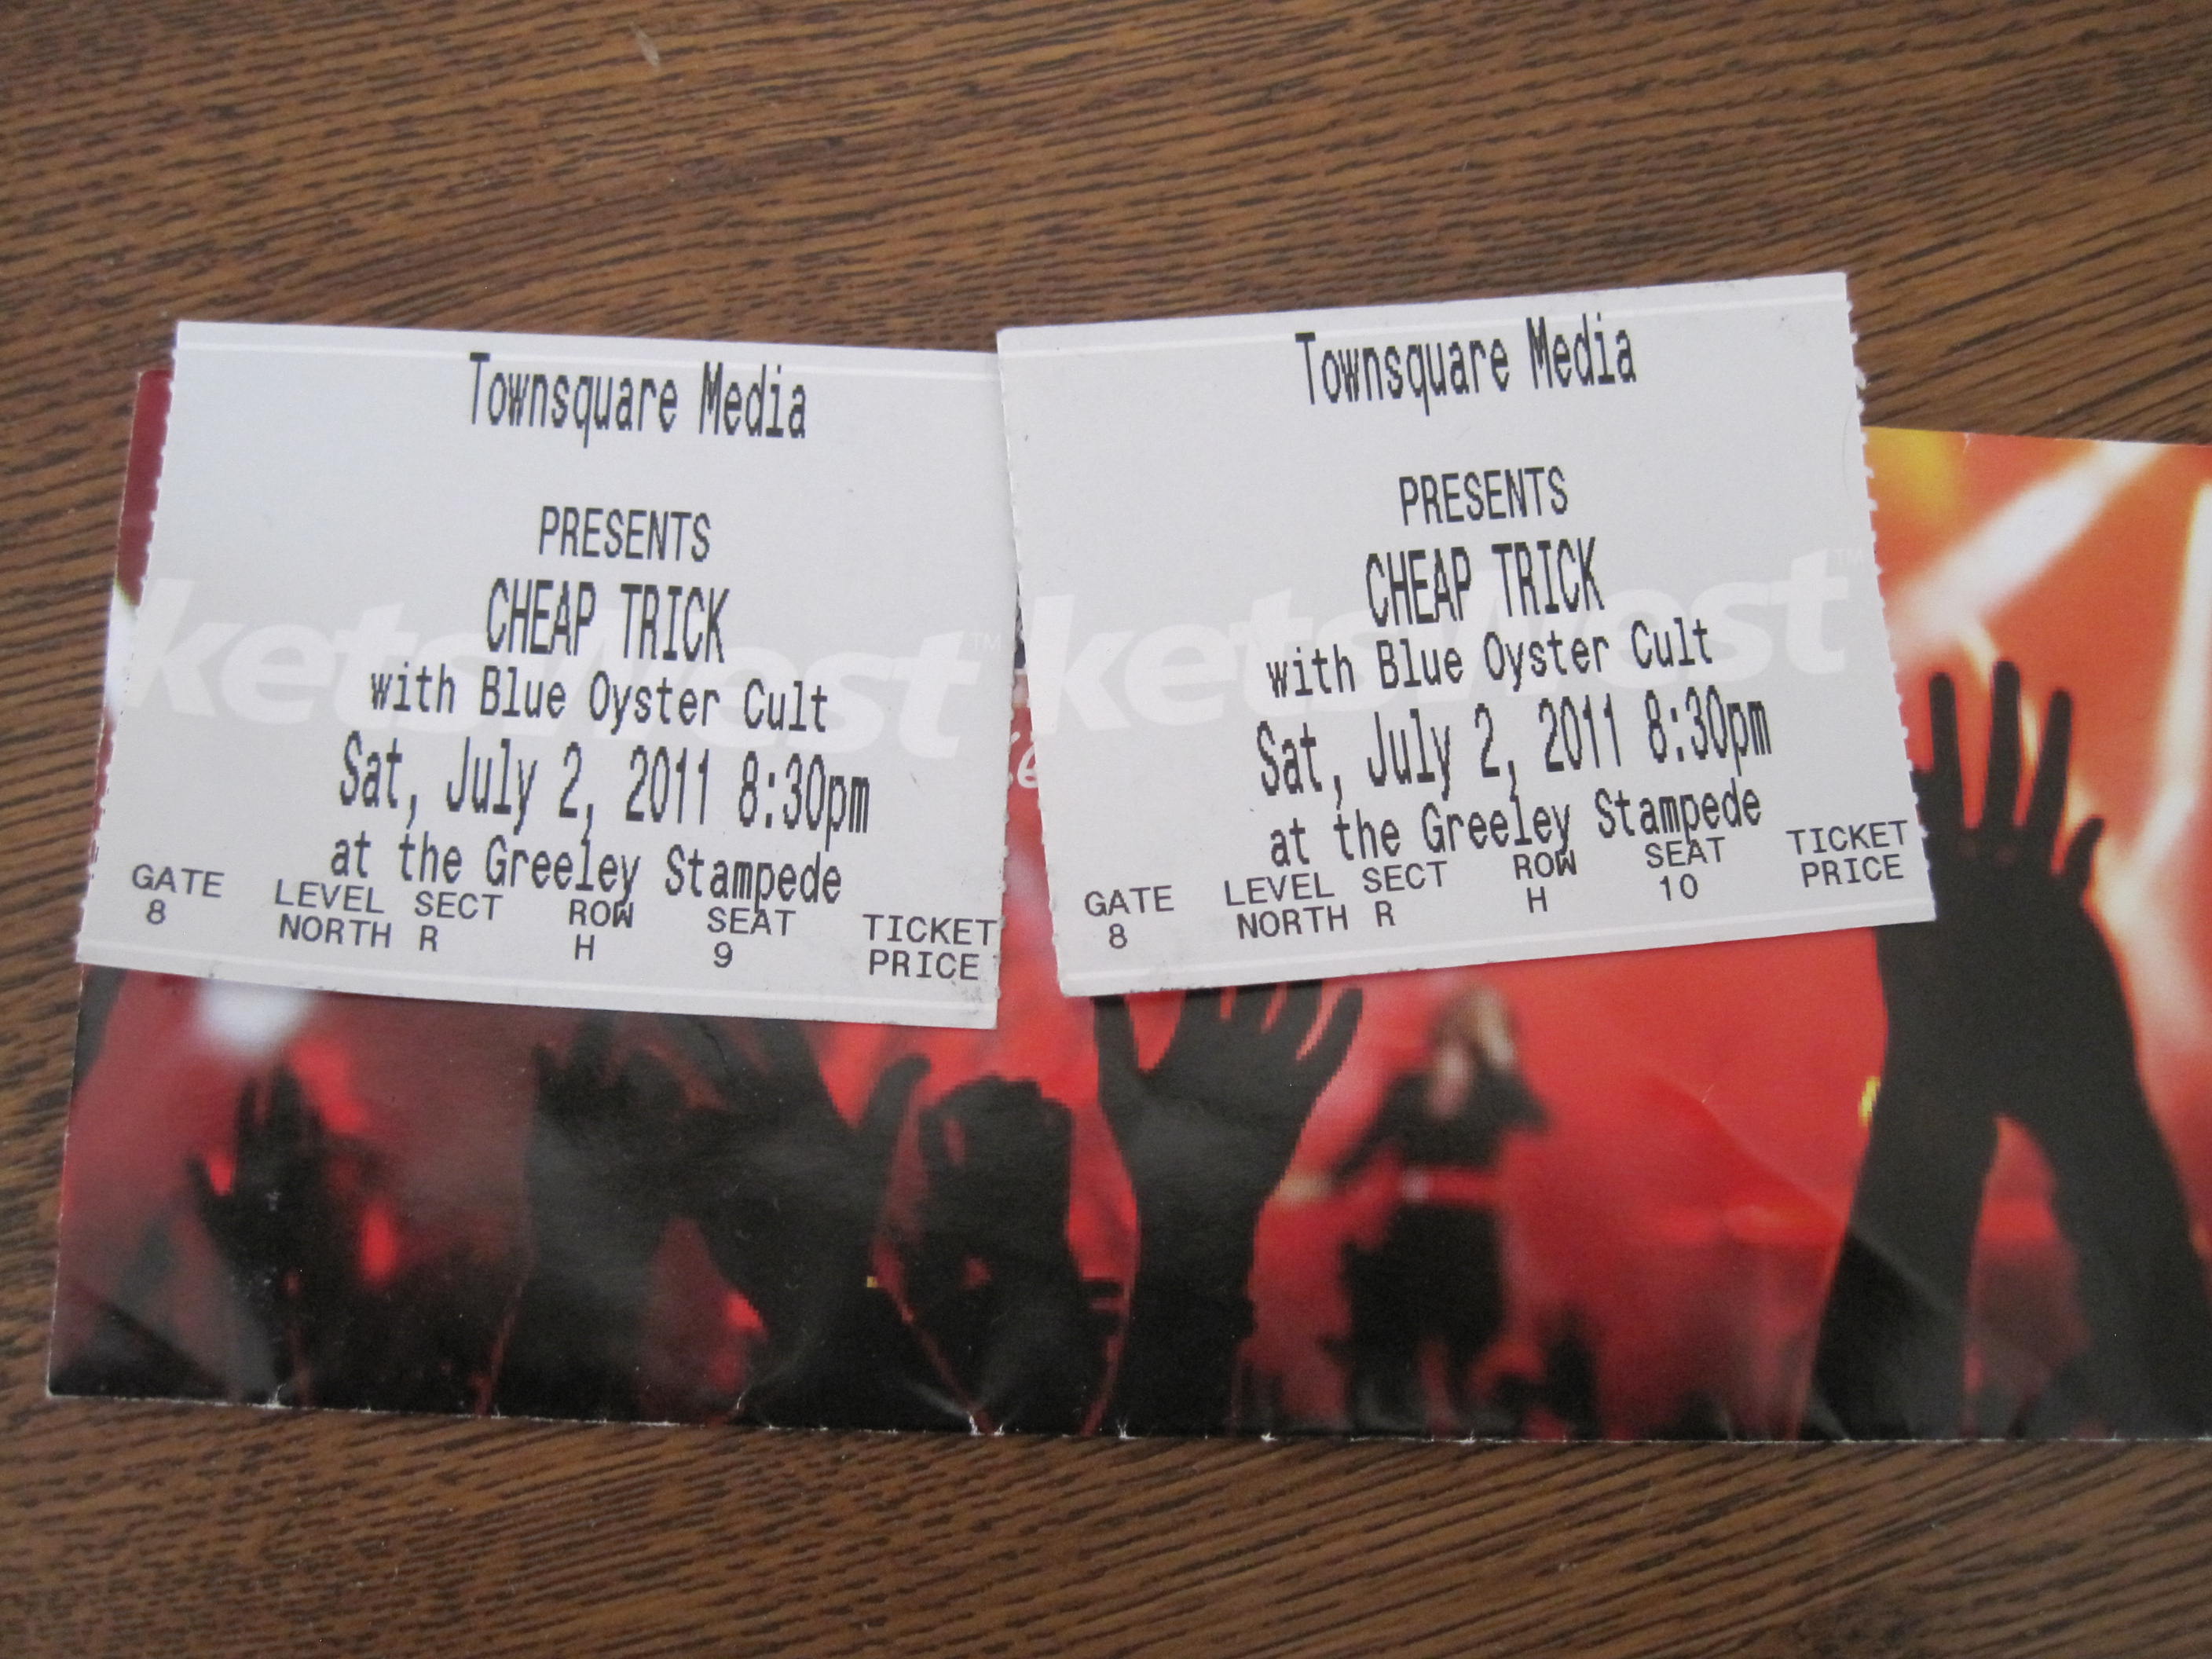 Townsquare Media
PRESENTS
CHEAP TRICK
with Blue Oyster Cult
Sat, July 2, 2011 8:30pm
at the Greeley Stampede
GATE LEVEL SECT ROW SEAT TICKET
8 NORTH R H 9 PRICE
ketsWest™
Townsquare Media
PRESENTS
CHEAP TRICK
with Blue Oyster Cult
Sat, July 2, 2011 8:30pm
at the Greeley Stampede
GATE LEVEL SECT ROW SEAT TICKET
8 NORTH R H 10 PRICE
ketsWest™